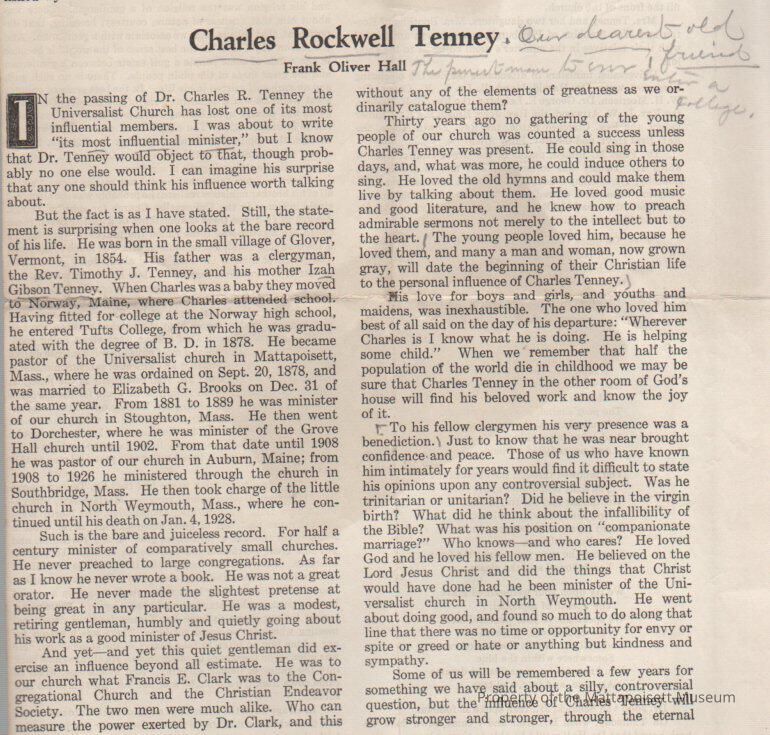 Charles Rockwell Tenney. Our dearest old friend
Frank Oliver Hall The purest man to ever enter a college.
IN the passing of Dr. Charles R. Tenney the
Universalist Church has lost one of its most
influential members. I was about to write
"its most influential minister," but I know
that Dr. Tenney would object to that, though prob-
ably no one else would. I can imagine his surprise
that any one should think his influence worth talking
about.
But the fact is as I have stated. Still, the state-
ment is surprising when one looks at the bare record
of his life. He was born in the small village of Glover,
Vermont, in 1854. His father was a clergyman,
the Rev. Timothy J. Tenney, and his mother Izah
Gibson Tenney. When Charles was a baby they moved
to Norway, Maine, where Charles attended school.
Having fitted for college at the Norway high school,
he entered Tufts College, from which he was gradu-
ated with the degree of B. D. in 1878. He became
pastor of the Universalist church in Mattapoisett,
Mass., where he was ordained on Sept. 20, 1878, and
was married to Elizabeth G. Brooks on Dec. 31 of
the same year. From 1881 to 1889 he was minister
of our church in Stoughton, Mass. He then went
to Dorchester, where he was minister of the Grove
Hall church until 1902. From that date until 1908
he was pastor of our church in Auburn, Maine; from
1908 to 1926 he ministered through the church in
Southbridge, Mass. He then took charge of the little
church in North Weymouth, Mass., where he con-
tinued until his death on Jan. 4, 1928.
Such is the bare and juiceless record. For half a
century minister of comparatively small churches.
He never preached to large congregations. As far
as I know he never wrote a book. He was not a great
orator. He never made the slightest pretense at
being great in any particular. He was a modest,
retiring gentleman, humbly and quietly going about
his work as a good minister of Jesus Christ.
And yet—and yet this quiet gentleman did ex-
ercise an influence beyond all estimate. He was to
our church what Francis E. Clark was to the Con-
gregational Church and the Christian Endeavor
Society. The two men were much alike. Who can
measure the power exerted by Dr. Clark, and this
without any of the elements of greatness as we or-
dinarily catalogue them?
Thirty years ago no gathering of the young
people of our church was counted a success unless
Charles Tenney was present. He could sing in those
days, and, what was more, he could induce others to
sing. He loved the old hymns and could make them
live by talking about them. He loved good music
and good literature, and he knew how to preach
admirable sermons not merely to the intellect but to
the heart. The young people loved him, because he
loved them, and many a man and woman, now grown
gray, will date the beginning of their Christian life
to the personal influence of Charles Tenney.
His love for boys and girls, and youths and
maidens, was inexhaustible. The one who loved him
best of all said on the day of his departure: "Wherever
Charles is I know what he is doing. He is helping
some child." When we remember that half the
population of the world die in childhood we may be
sure that Charles Tenney in the other room of God's
house will find his beloved work and know the joy
of it.
To his fellow clergymen his very presence was a
benediction. Just to know that he was near brought
confidence and peace. Those of us who have known
him intimately for years would find it difficult to state
his opinions upon any controversial subject. Was he
trinitarian or unitarian? Did he believe in the virgin
birth? What did he think about the infallibility of
the Bible? What was his position on "companionate
marriage?" Who knows—and who cares? He loved
God and he loved his fellow men. He believed on the
Lord Jesus Christ and did the things that Christ
would have done had he been minister of the Uni-
versalist church in North Weymouth. He went
about doing good, and found so much to do along that
line that there was no time or opportunity for envy or
spite or greed or hate or anything but kindness and
sympathy.
Some of us will be remembered a few years for
something we have said about a silly, controversial
question, but the influence of Charles Tenney will
grow stronger and stronger, through the eternal
Property of the Mattapoisett Museum